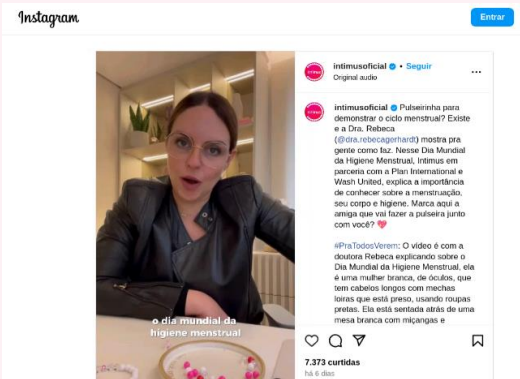 Instagram
Entrar
intimusoficial • Seguir
Original audio
intimusoficial Pulseirinha para
demonstrar o ciclo menstrual? Existe
e a Dra. Rebeca
(@dra.rebecagerhardt) mostra pra
gente como faz. Nesse Dia Mundial
da Higiene Menstrual, Intimus em
parceria com a Plan International e
Wash United, explica a importância
de conhecer sobre a menstruação,
seu corpo e higiene. Marca aqui a
amiga que vai fazer a pulseira junto
com você? 💖
#PraTodosVerem: O vídeo é com a
doutora Rebeca explicando sobre o
Dia Mundial da Higiene Menstrual, ela
é uma mulher branca, de óculos, que
tem cabelos longos com mechas
loiras que está preso, usando roupas
pretas. Ela está sentada atrás de uma
mesa branca com miçangas e
o dia mundial da
higiene menstrual
7.373 curtidas
há 6 dias